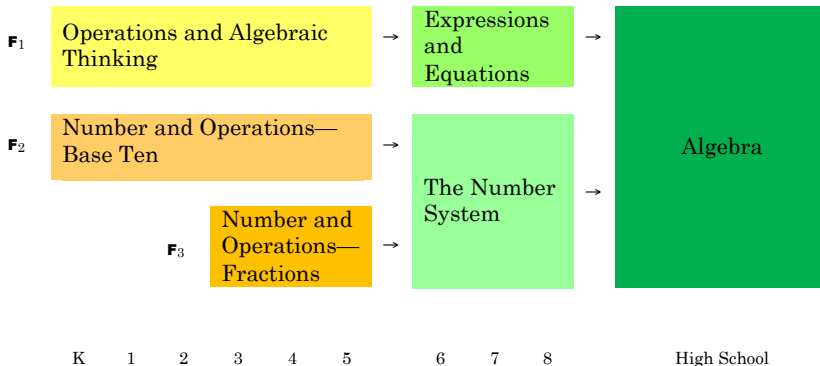 F1
Operations and Algebraic
Thinking
→
Expressions
and
Equations
→
F2
Number and Operations—
Base Ten
→
The Number
System
→
Algebra
F3
Number and
Operations—
Fractions
→
K 1 2 3 4 5 6 7 8 High School